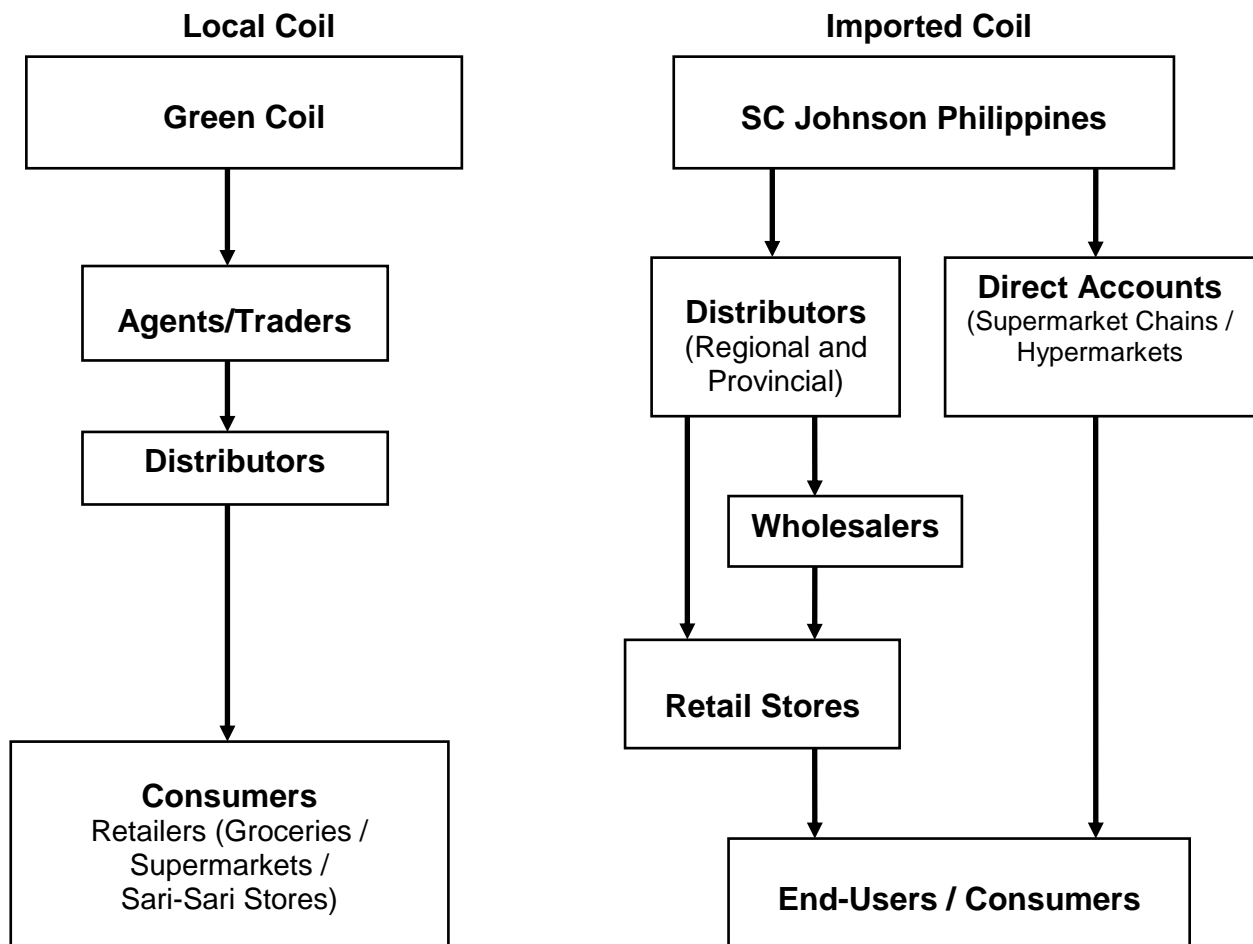 Local Coil
Green Coil
Agents/Traders
Distributors
Consumers
Retailers (Groceries /
Supermarkets /
Sari-Sari Stores)
Imported Coil
SC Johnson Philippines
Distributors
(Regional and
Provincial)
Direct Accounts
(Supermarket Chains /
Hypermarkets
Wholesalers
Retail Stores
End-Users / Consumers